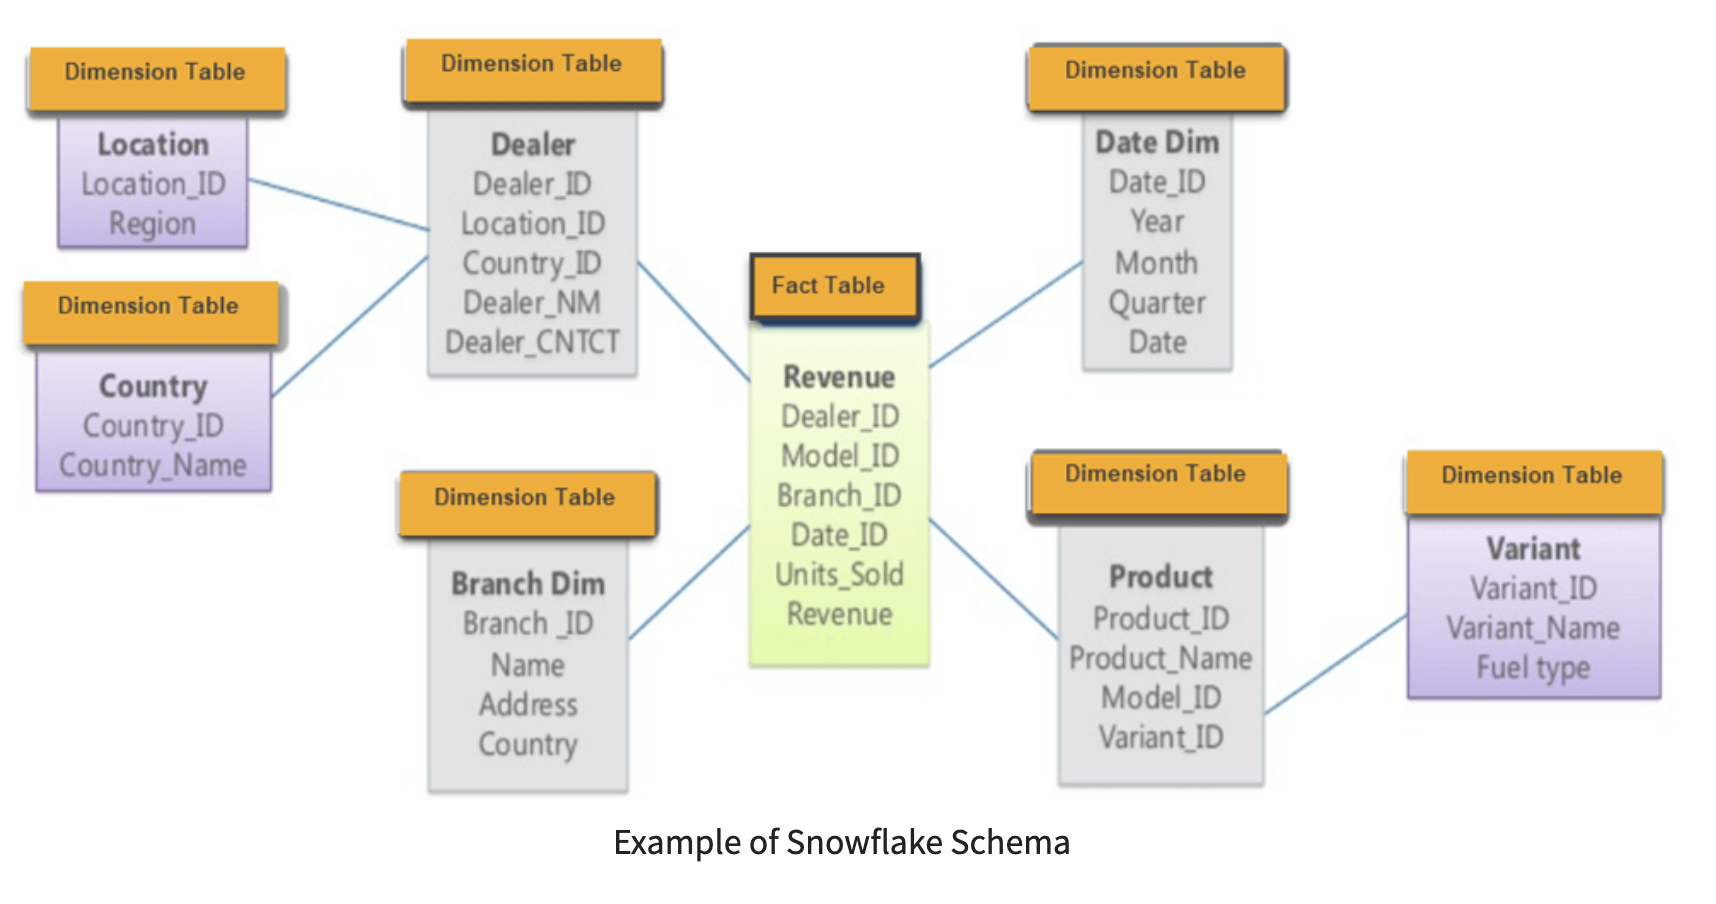 Dimension Table
Location
Location_ID
Region
Dimension Table
Country
Country_ID
Country_Name
Dimension Table
Dealer
Dealer_ID
Location_ID
Country_ID
Dealer_NM
Dealer_CNTCT
Dimension Table
Branch Dim
Branch _ID
Name
Address
Country
Fact Table
Revenue
Dealer_ID
Model_ID
Branch_ID
Date_ID
Units_Sold
Revenue
Dimension Table
Date Dim
Date_ID
Year
Month
Quarter
Date
Dimension Table
Product
Product_ID
Product_Name
Model_ID
Variant_ID
Dimension Table
Variant
Variant_ID
Variant_Name
Fuel type
Example of Snowflake Schema